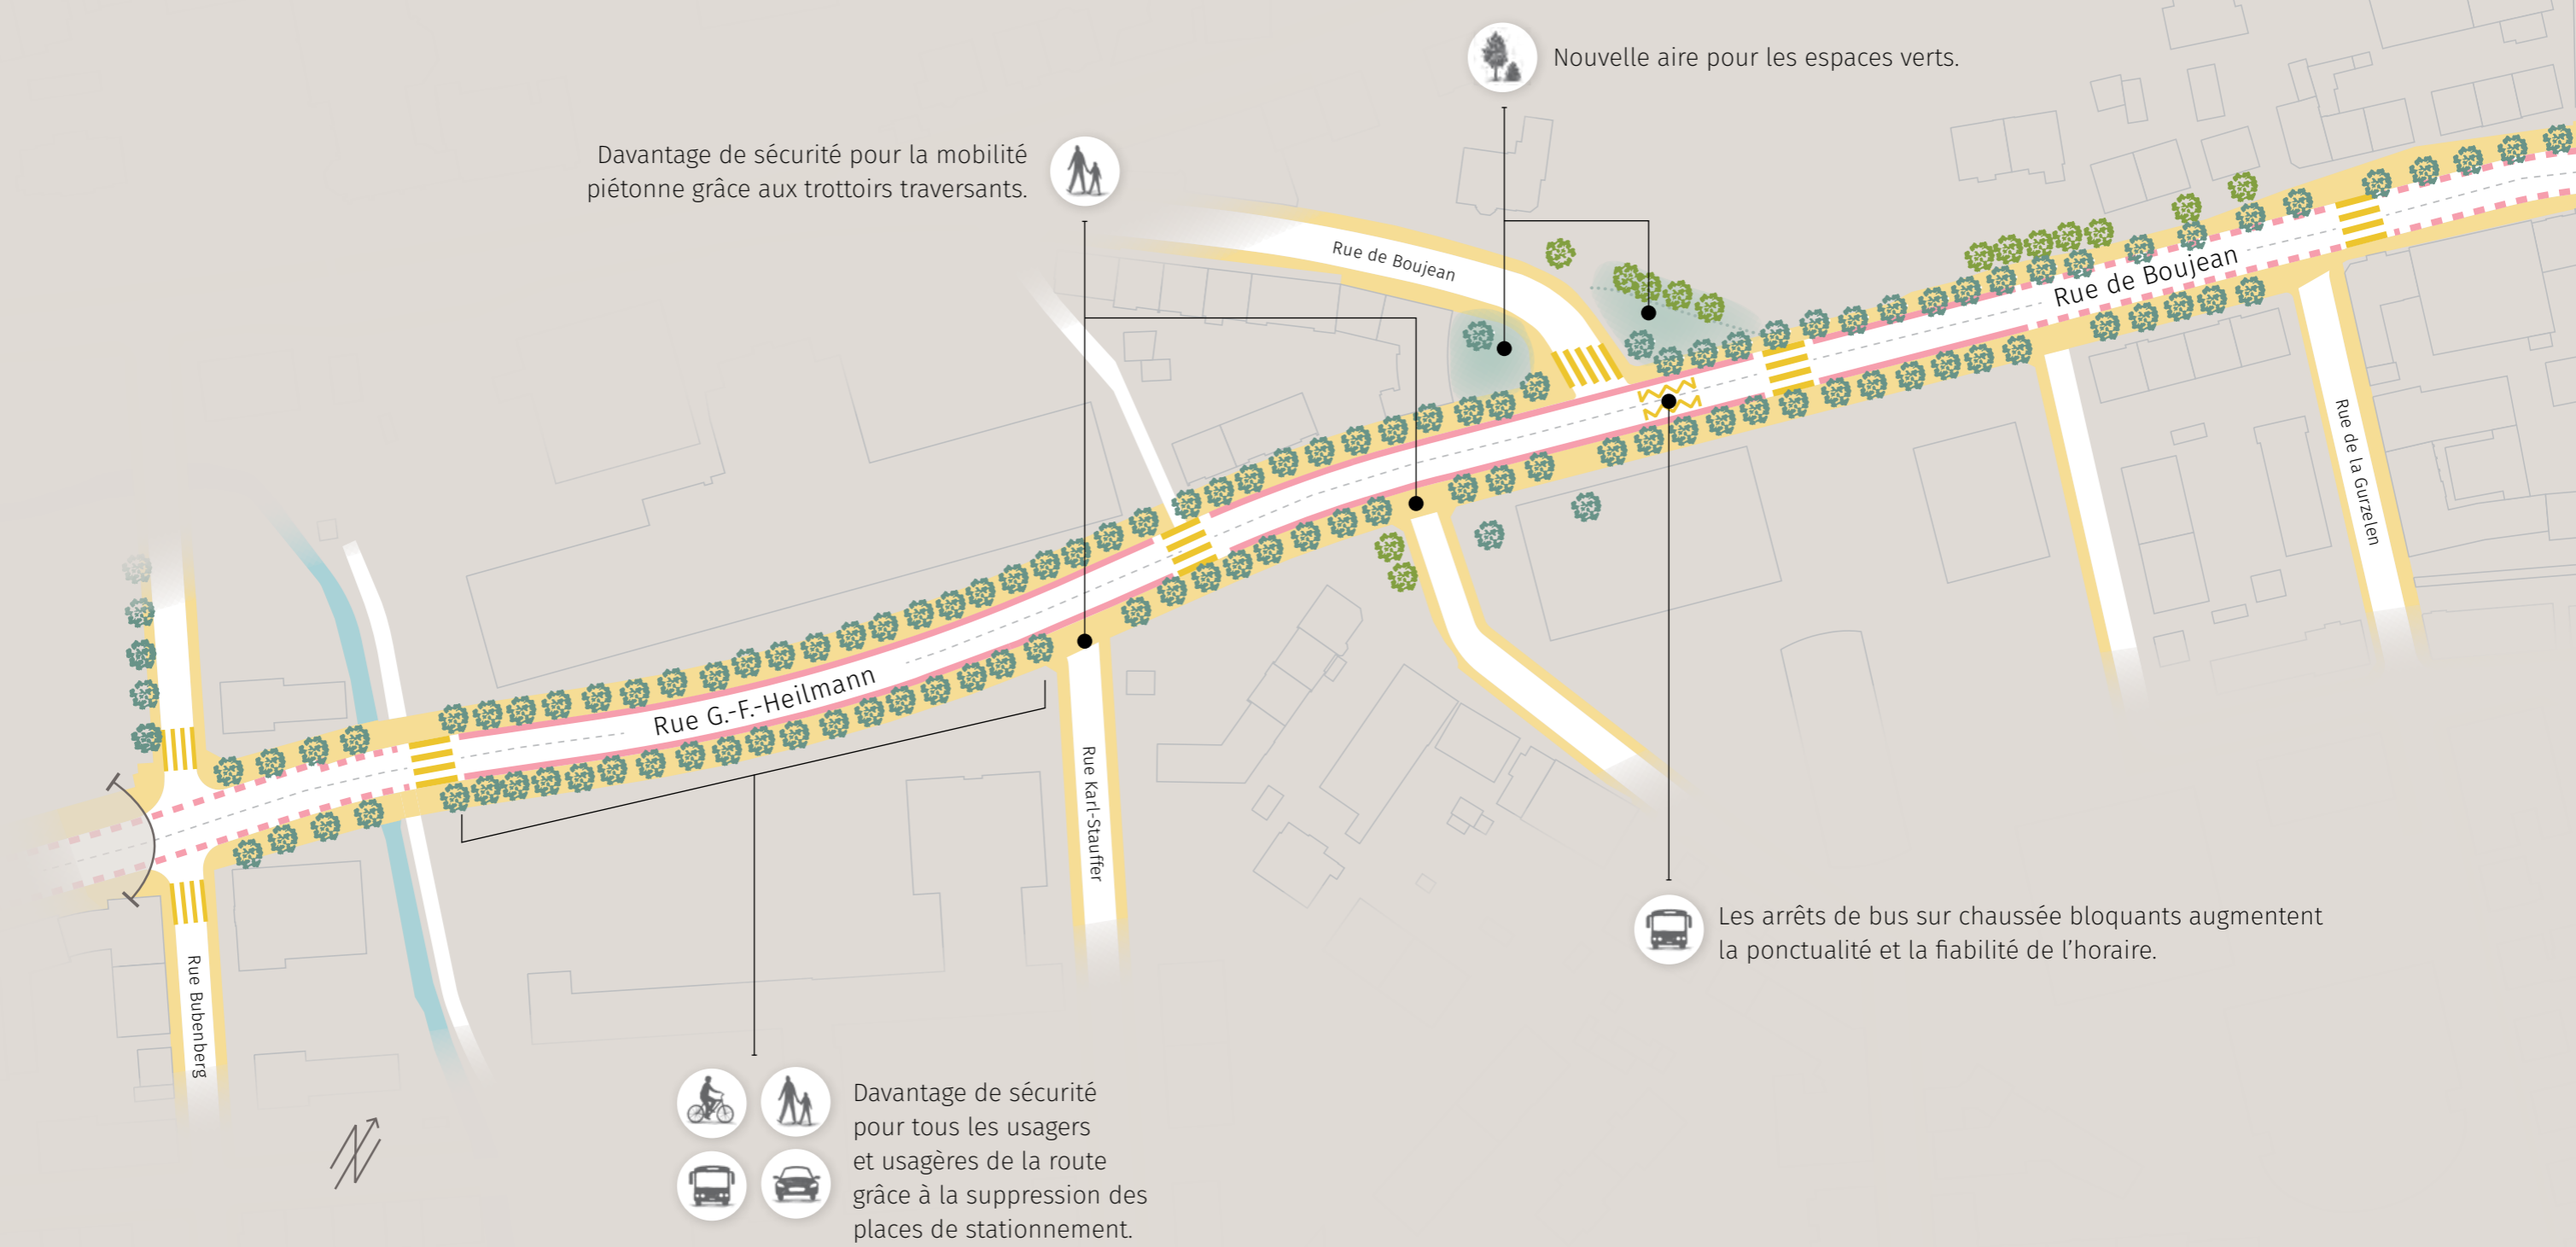 Nouvelle aire pour les espaces verts.
Davantage de sécurité pour la mobilité
piétonne grâce aux trottoirs traversants.
Rue de Boujean
Rue de Boujean
Rue de la Gurzelen
Rue G.-F.-Heilmann
Rue Karl-Stauffer
Rue Bubenberg
Les arrêts de bus sur chaussée bloquants augmentent
la ponctualité et la fiabilité de l’horaire.
Davantage de sécurité
pour tous les usagers
et usagères de la route
grâce à la suppression des
places de stationnement.
N